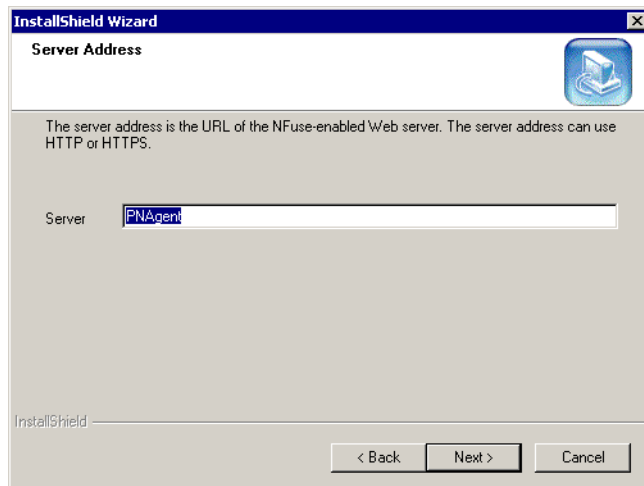 InstallShield Wizard
Server Address
The server address is the URL of the NFuse-enabled Web server. The server address can use
HTTP or HTTPS.
Server PNAgent
InstallShield
< Back Next > Cancel